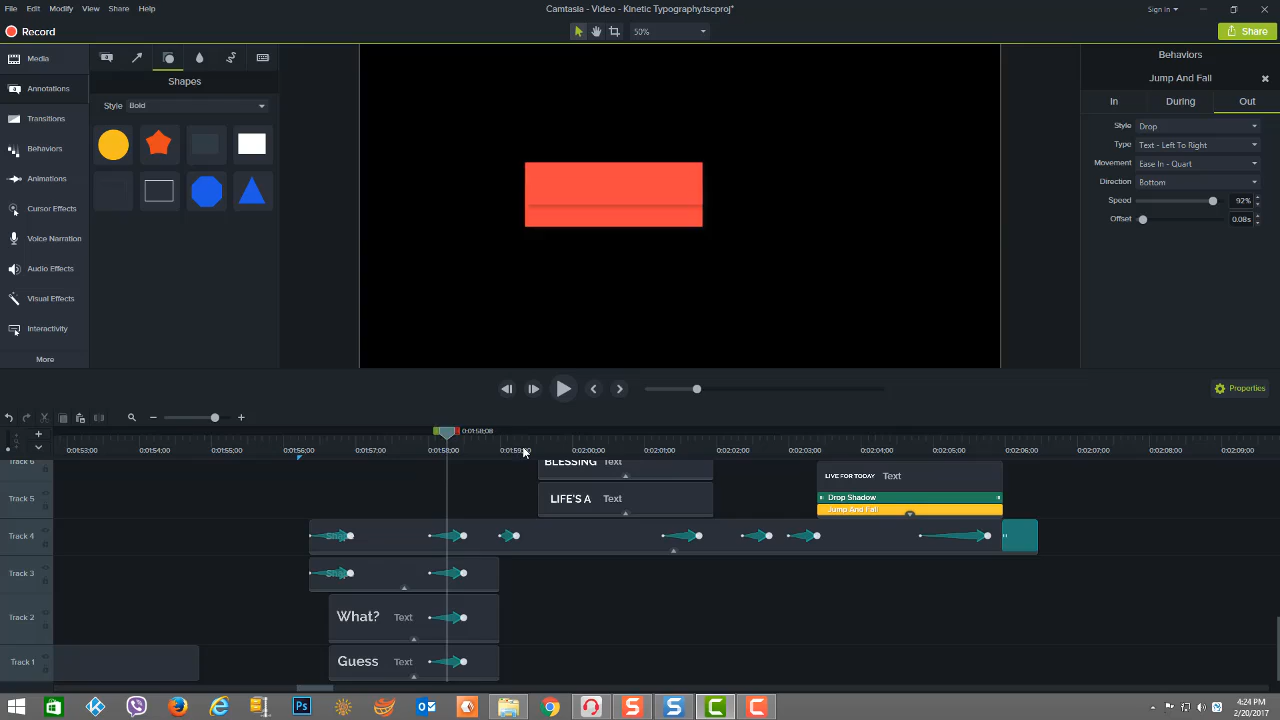 File Edit Modify View Share Help
Camtasia - Video - Kinetic Typography.tscproj*
Sign in
Record
50%
Share
Media
Annotations
Transitions
Behaviors
Animations
Cursor Effects
Voice Narration
Audio Effects
Visual Effects
Interactivity
More
Shapes
Style Bold
Behaviors
Jump And Fall
In During Out
Style Drop
Type Text - Left To Right
Movement Ease In - Quart
Direction Bottom
Speed 92%
Offset 0.08s
Properties
0:01:58;08
0:01:53;00 0:01:54;00 0:01:55;00 0:01:56;00 0:01:57;00 0:01:58;00 0:01:59;00 0:02:00;00 0:02:01;00 0:02:02;00 0:02:03;00 0:02:04;00 0:02:05;00 0:02:06;00 0:02:07;00 0:02:08;00 0:02:09;00
Track 6 BLESSING Text
Track 5 LIFE'S A Text LIVE FOR TODAY Text
Drop Shadow
Jump And Fall
Track 4
Track 3
Track 2 What? Text
Track 1 Guess Text
4:24 PM
2/20/2017